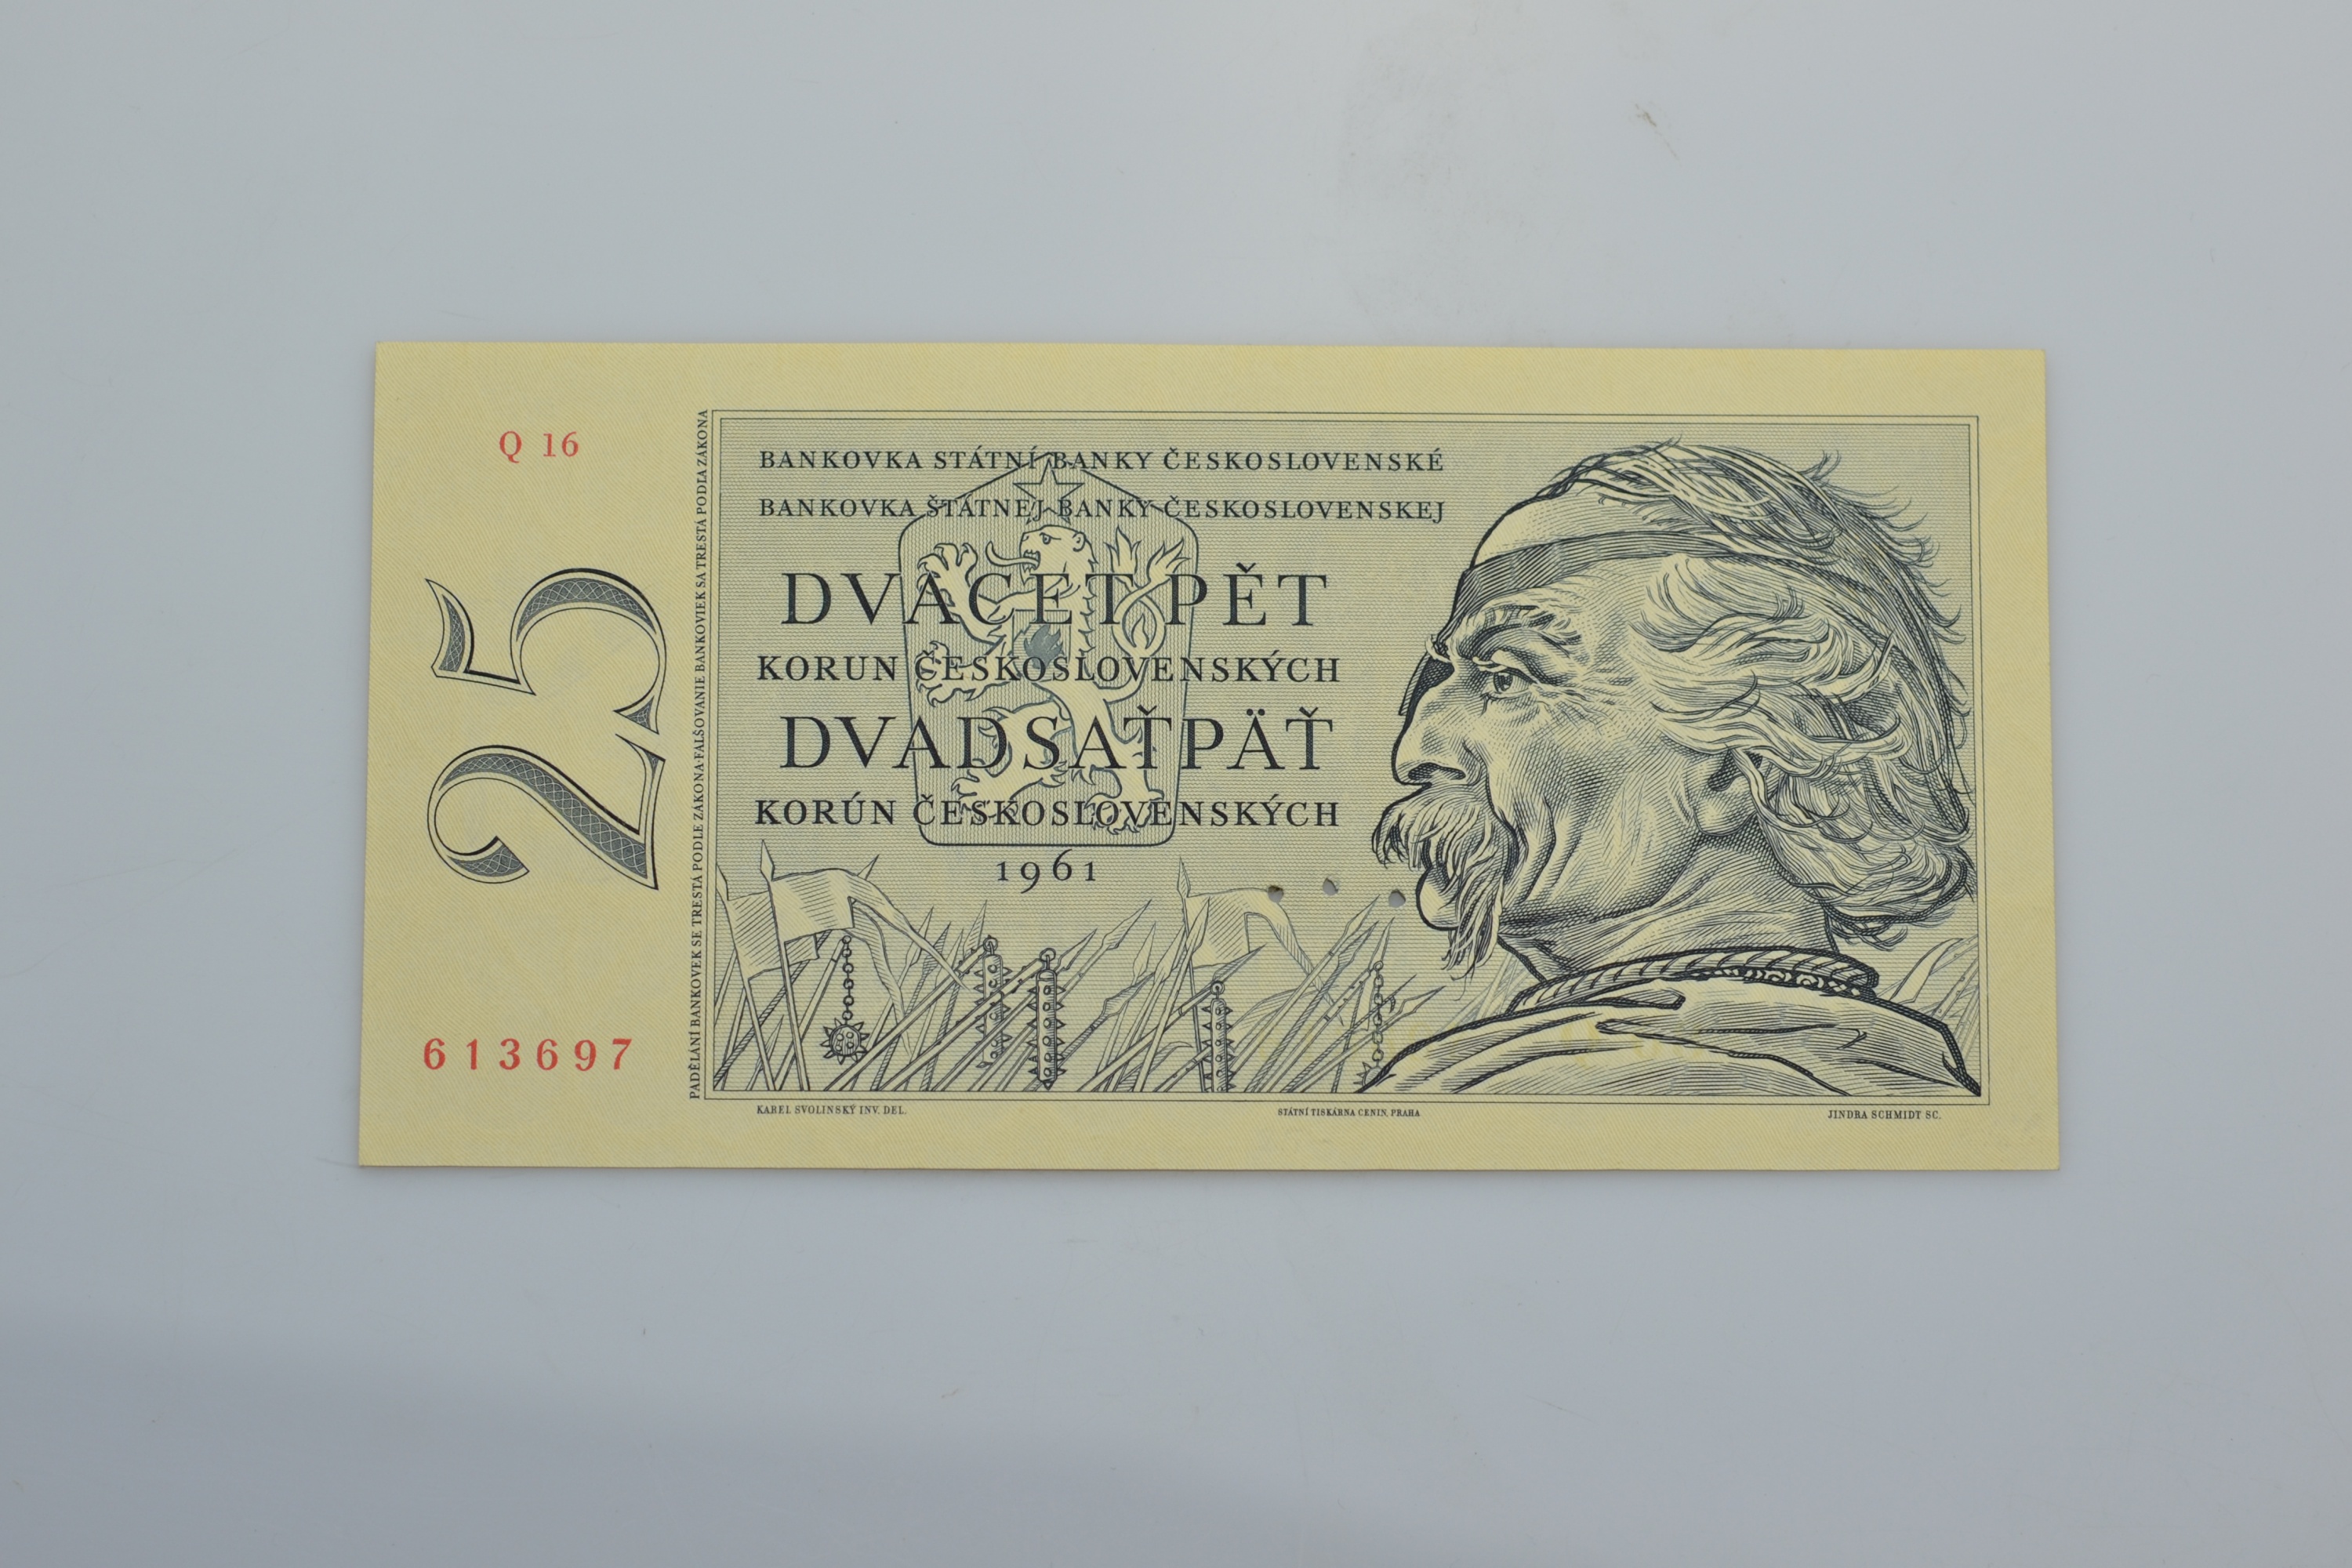 Q 16
25
613697
PADĚLÁNÍ BANKOVEK SE TRESTÁ PODLE ZÁKONA·FALŠOVANIE BANKOVIEK SA TRESTÁ PODĽA ZÁKONA
BANKOVKA STÁTNÍ BANKY ČESKOSLOVENSKÉ
BANKOVKA ŠTÁTNEJ BANKY ČESKOSLOVENSKEJ
DVACET PĚT
KORUN ČESKOSLOVENSKÝCH
DVADSAŤPÄŤ
KORÚN ČESKOSLOVENSKÝCH
1961
KAREL SVOLINSKÝ INV. DEL.
STÁTNÍ TISKÁRNA CENIN, PRAHA
JINDRA SCHMIDT SC.